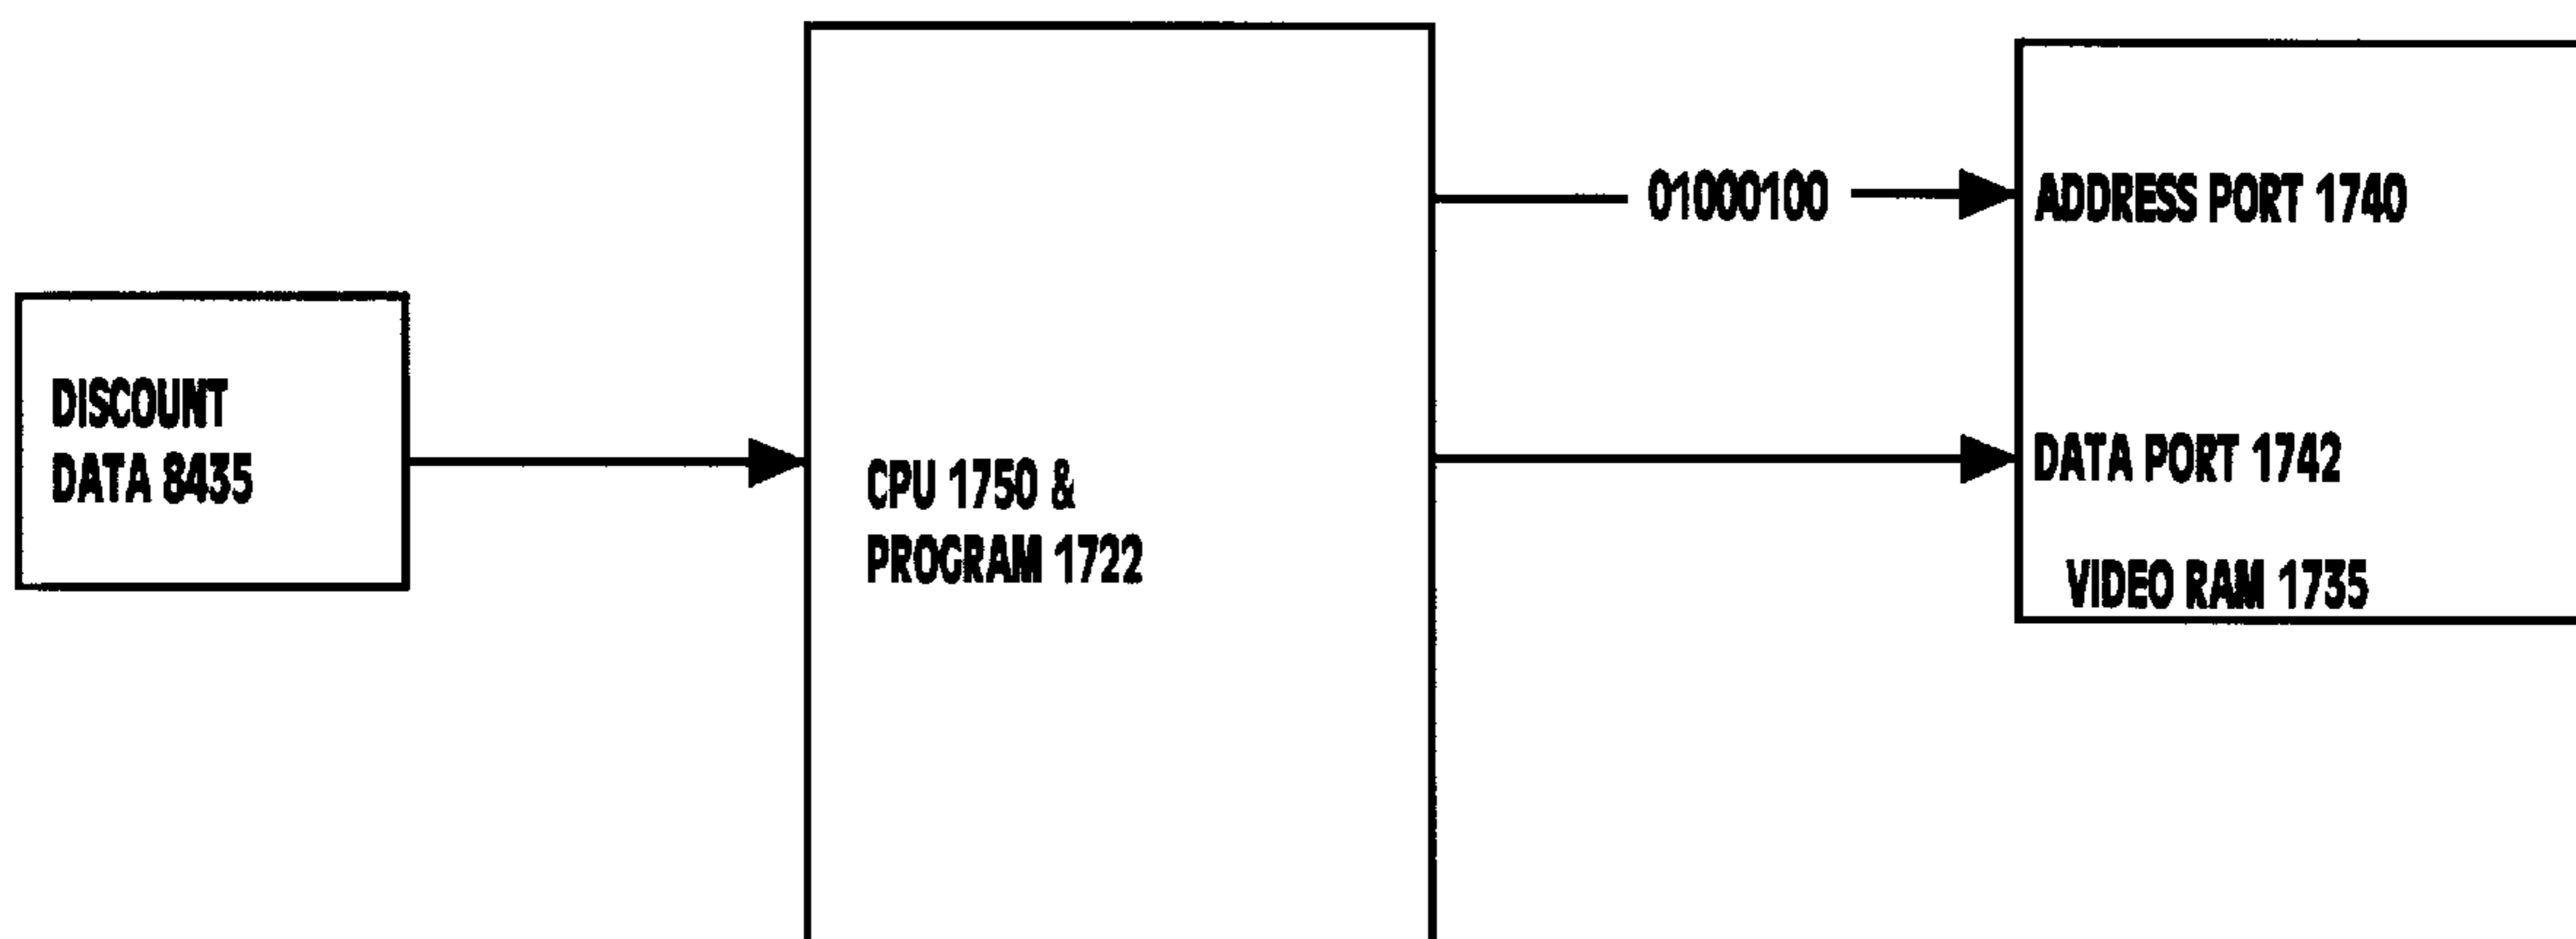 DISCOUNT
DATA 8435
CPU 1750 &
PROGRAM 1722
01000100
ADDRESS PORT 1740
DATA PORT 1742
VIDEO RAM 1735